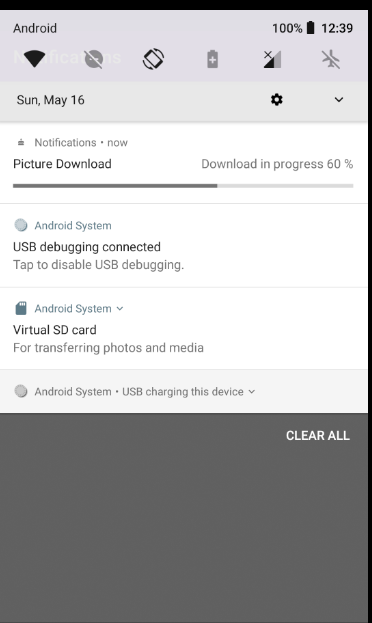 Android 100% 12:39
Notifications
Sun, May 16
Notifications • now
Picture Download Download in progress 60 %
Android System
USB debugging connected
Tap to disable USB debugging.
Android System
Virtual SD card
For transferring photos and media
Android System • USB charging this device
CLEAR ALL